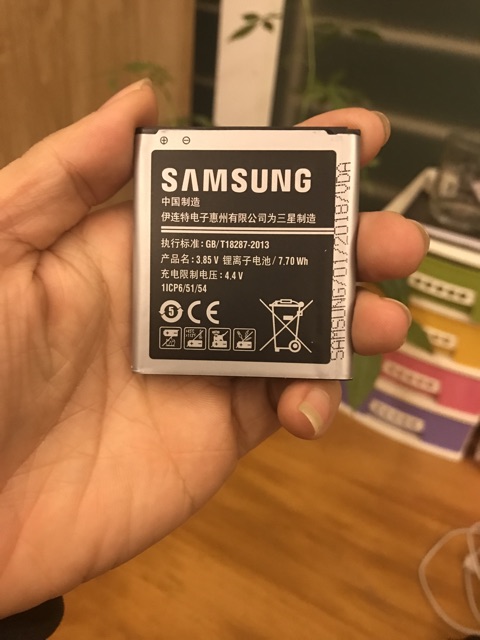 SAMSUNG
中国制造
伊连特电子惠州有限公司为三星制造
执行标准: GB/T18287-2013
产品名: 3.85 V 锂离子电池/7.70 Wh
充电限制电压: 4.4 V
1ICP6/51/54
5 CE
SAMSUNG/01/2018/VDA